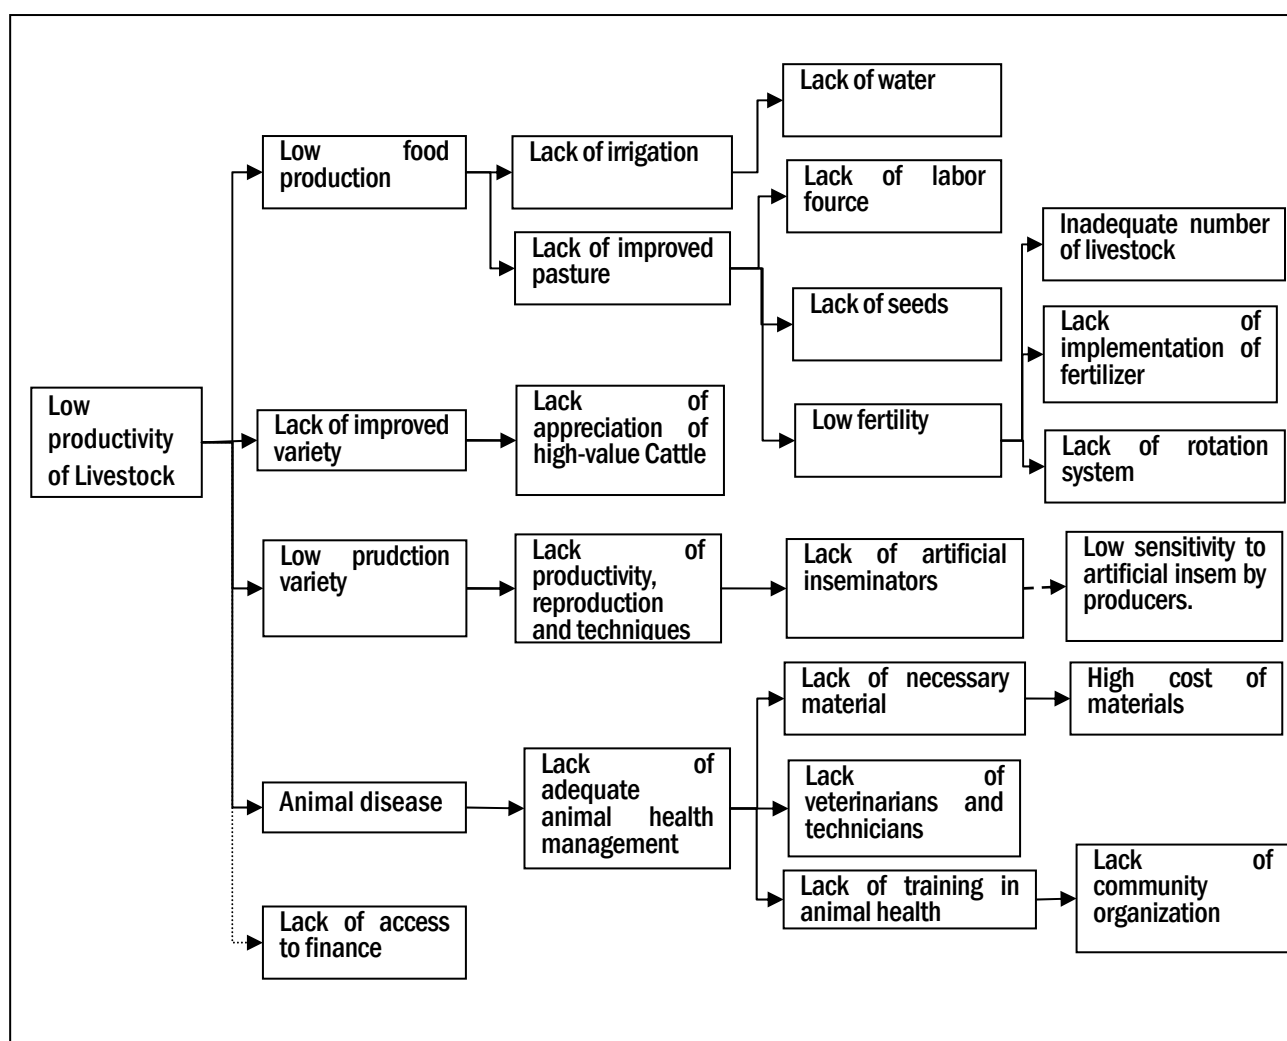 Low
productivity
of Livestock
Low food
production
Lack of improved
variety
Low prudction
variety
Animal disease
Lack of access
to finance
Lack of irrigation
Lack of improved
pasture
Lack of
appreciation of
high-value Cattle
Lack of
productivity,
reproduction
and techniques
Lack of
adequate
animal health
management
Lack of water
Lack of labor
fource
Lack of seeds
Low fertility
Lack of artificial
inseminators
Lack of necessary
material
Lack of
veterinarians and
technicians
Lack of training in
animal health
Inadequate number
of livestock
Lack of
implementation of
fertilizer
Lack of rotation
system
Low sensitivity to
artificial insem by
producers.
High cost of
materials
Lack of
community
organization